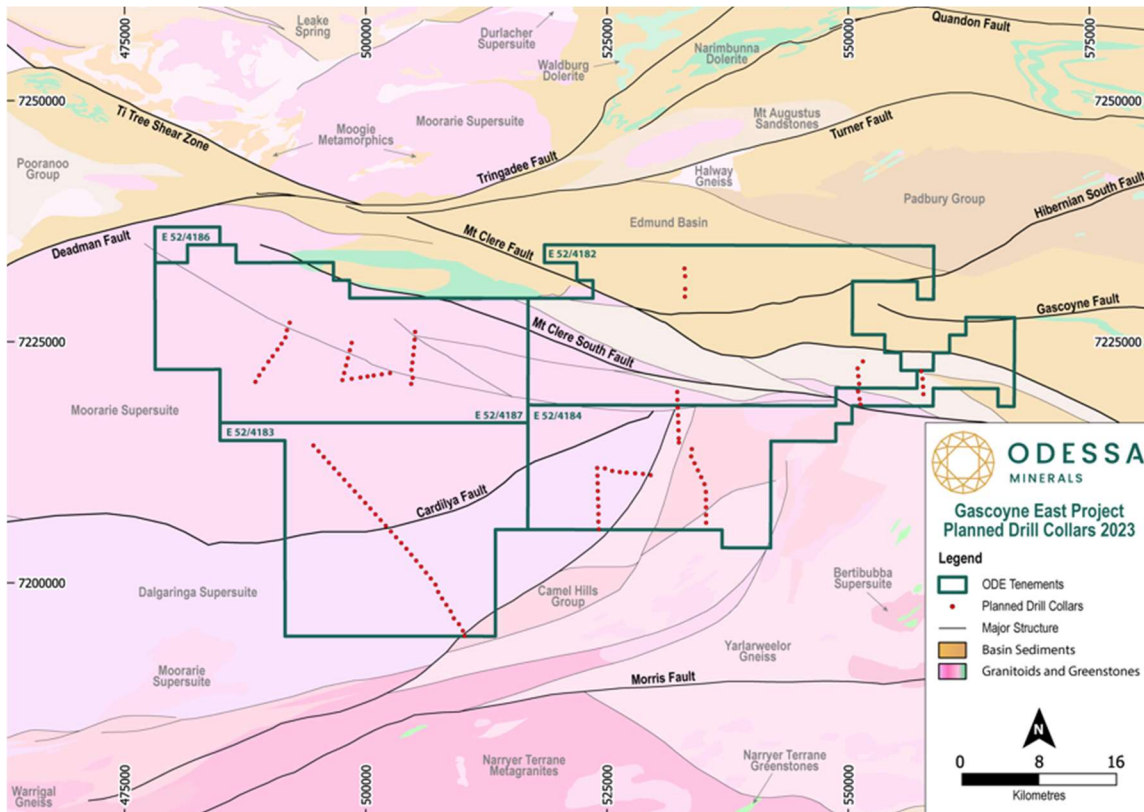 475000
500000
525000
550000
575000
Leake
Spring
Durlacher
Supersuite
Waldburg
Dolerite
Narimbunna
Dolerite
Quandon Fault
7250000
7250000
Ti Tree Shear Zone
Moogie
Metamorphics
Moorarie Supersuite
Mt Augustus
Sandstones
Turner Fault
Pooranoo
Group
Tringadee Fault
Halway
Gneiss
Padbury Group
Hibernian South Fault
Edmund Basin
Deadman Fault
E 52/4186
Mt Clere Fault
E 52/4182
Gascoyne Fault
7225000
7225000
Mt Clere South Fault
Moorarie Supersuite
E 52/4187
E 52/4184
E 52/4183
Cardilya Fault
7200000
Dalgaringa Supersuite
Camel Hills
Group
Bertibubba
Supersuite
Yarlarweelor
Gneiss
Moorarie
Supersuite
Morris Fault
Narryer Terrane
Metagranites
Narryer Terrane
Greenstones
Warrigal
Gneiss
475000
500000
525000
550000
ODESSA
MINERALS
Gascoyne East Project
Planned Drill Collars 2023
Legend
ODE Tenements
Planned Drill Collars
Major Structure
Basin Sediments
Granitoids and Greenstones
N
0 8 16
Kilometres